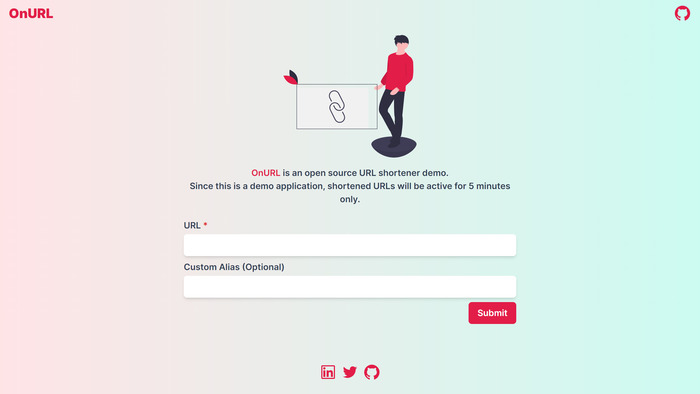 OnURL
OnURL is an open source URL shortener demo.
Since this is a demo application, shortened URLs will be active for 5 minutes
only.
URL *
Custom Alias (Optional)
Submit